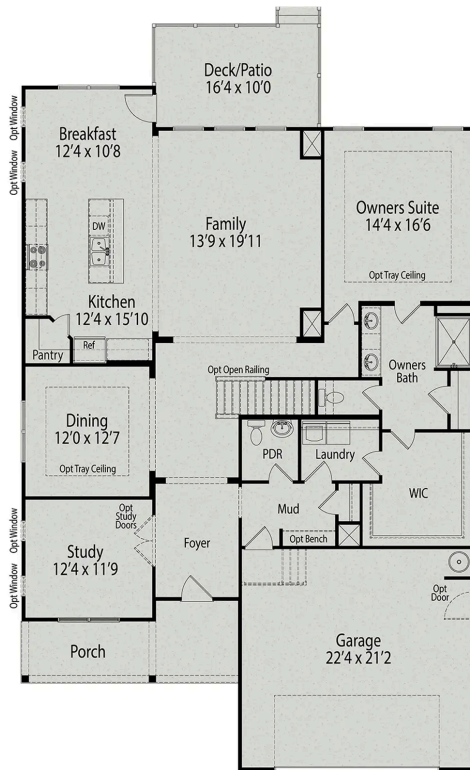 Deck/Patio
16'4 x 10'0
Opt Window
Opt Window
Breakfast
12'4 x 10'8
Family
13'9 x 19'11
Owners Suite
14'4 x 16'6
Opt Tray Ceiling
DW
Kitchen
12'4 x 15'10
Pantry
Ref
Opt Open Railing
Owners
Bath
Dining
12'0 x 12'7
Opt Tray Ceiling
PDR
Laundry
WIC
Opt
Study
Doors
Mud
Opt Bench
Foyer
Opt Window
Opt Window
Study
12'4 x 11'9
Opt
Door
Porch
Garage
22'4 x 21'2